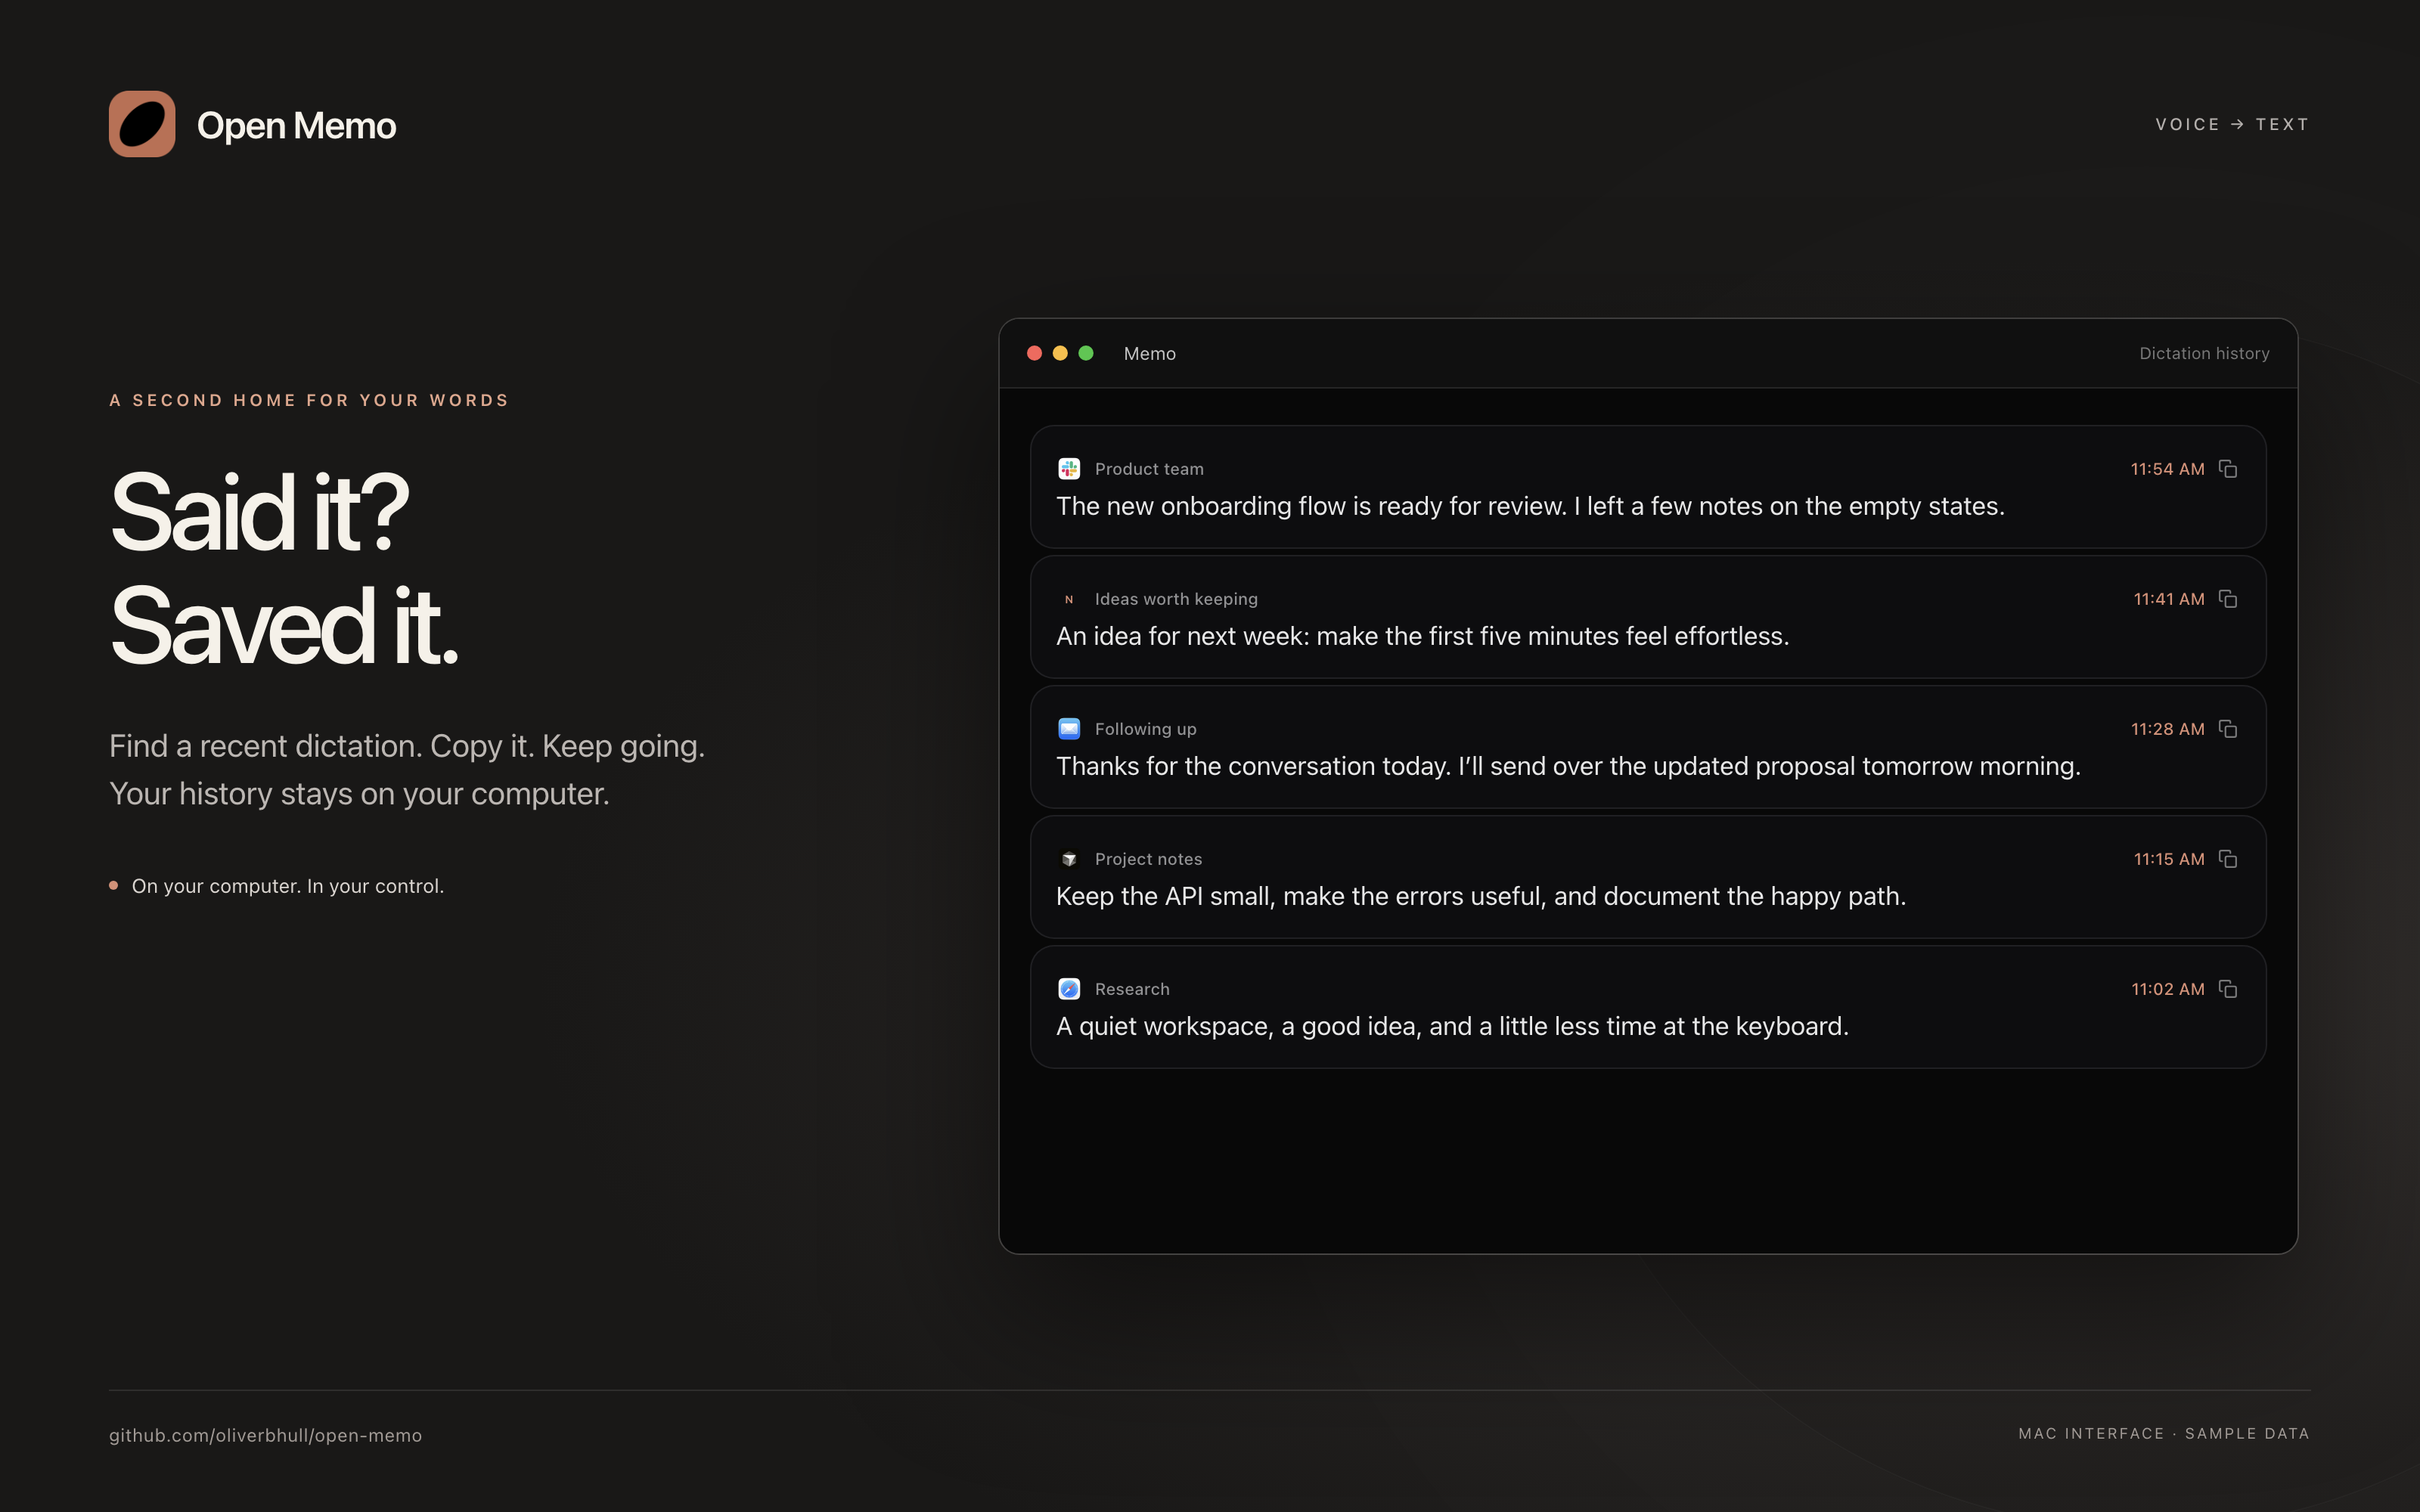 Open Memo
VOICE → TEXT
A SECOND HOME FOR YOUR WORDS
Said it?
Saved it.
Find a recent dictation. Copy it. Keep going.
Your history stays on your computer.
On your computer. In your control.
Memo
Dictation history
Product team
11:54 AM
The new onboarding flow is ready for review. I left a few notes on the empty states.
N
Ideas worth keeping
11:41 AM
An idea for next week: make the first five minutes feel effortless.
Following up
11:28 AM
Thanks for the conversation today. I’ll send over the updated proposal tomorrow morning.
Project notes
11:15 AM
Keep the API small, make the errors useful, and document the happy path.
Research
11:02 AM
A quiet workspace, a good idea, and a little less time at the keyboard.
github.com/oliverbhull/open-memo
MAC INTERFACE · SAMPLE DATA